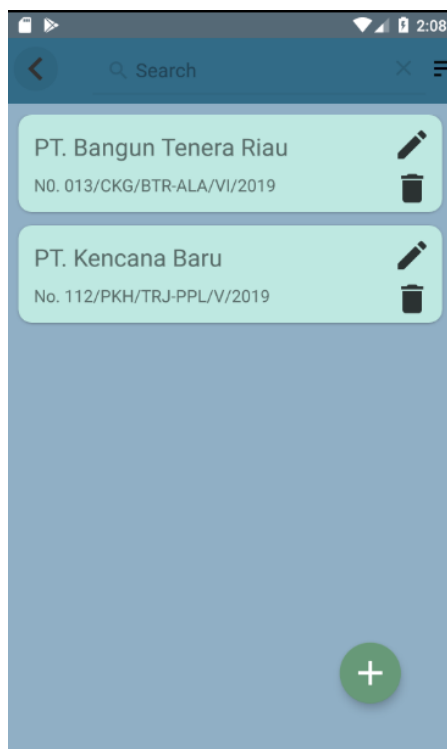 2:08
Search
PT. Bangun Tenera Riau
N0. 013/CKG/BTR-ALA/VI/2019
PT. Kencana Baru
No. 112/PKH/TRJ-PPL/V/2019